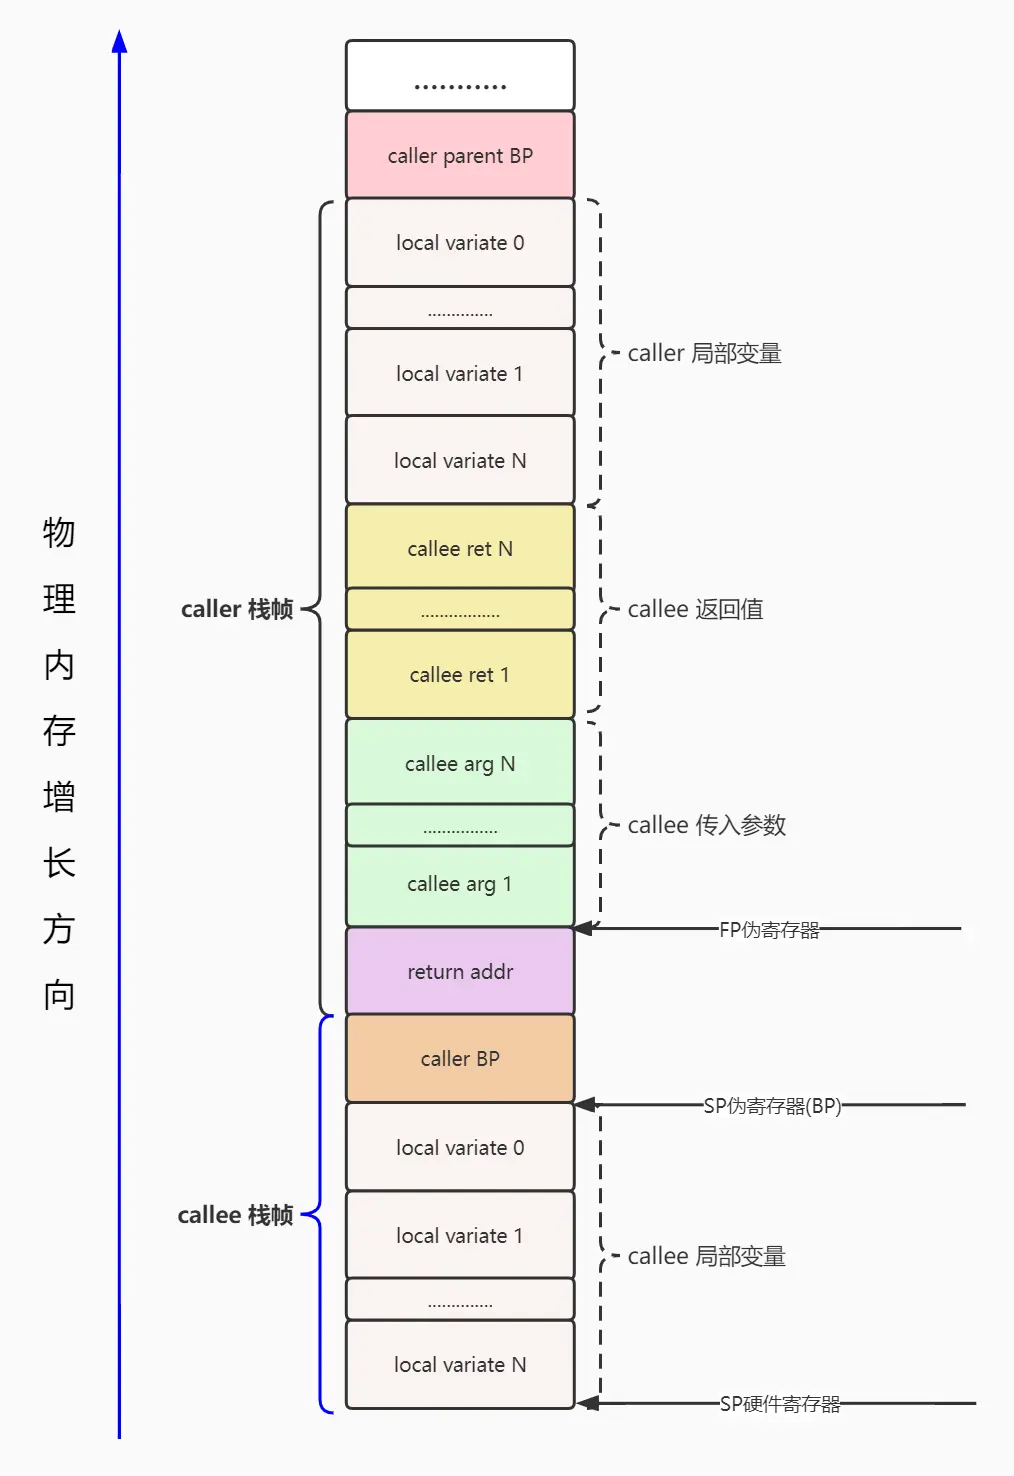 ...........
caller parent BP
local variate 0
..............
local variate 1
caller 局部变量
local variate N
物理内存增长方向
callee ret N
caller 栈帧
.................
callee 返回值
callee ret 1
callee arg N
................
callee 传入参数
callee arg 1
FP伪寄存器
return addr
caller BP
SP伪寄存器(BP)
local variate 0
callee 栈帧
local variate 1
callee 局部变量
..............
local variate N
SP硬件寄存器